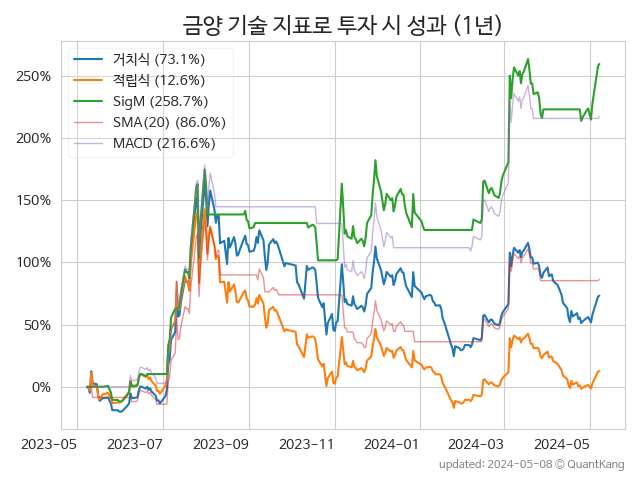 금양 기술 지표로 투자 시 성과 (1년)
거치식 (73.1%)
적립식 (12.6%)
SigM (258.7%)
SMA(20) (86.0%)
MACD (216.6%)
250%
200%
150%
100%
50%
0%
2023-05 2023-07 2023-09 2023-11 2024-01 2024-03 2024-05
updated: 2024-05-08 ⓒ QuantKang